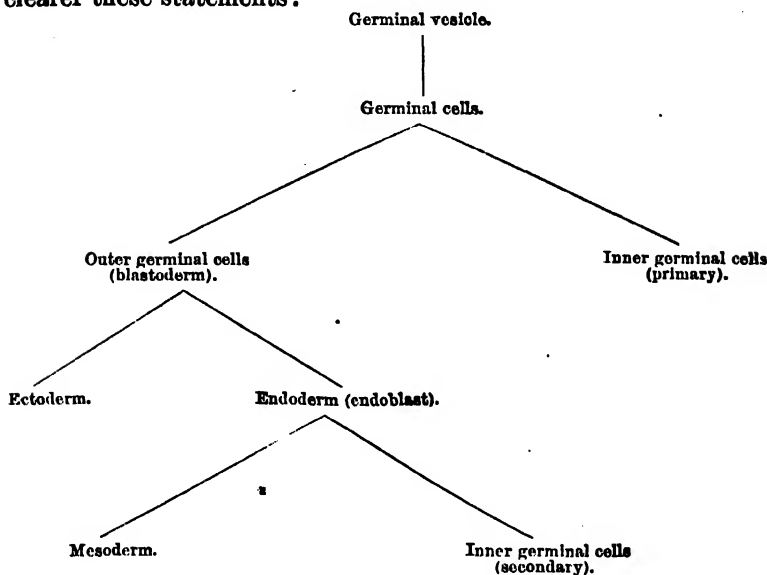 clearer these statements:
Germinal vesicle.
Germinal cells.
Outer germinal cells
(blastoderm).
Inner germinal cells
(primary).
Ectoderm.
Endoderm (endoblast).
Mesoderm.
Inner germinal cells
(secondary).